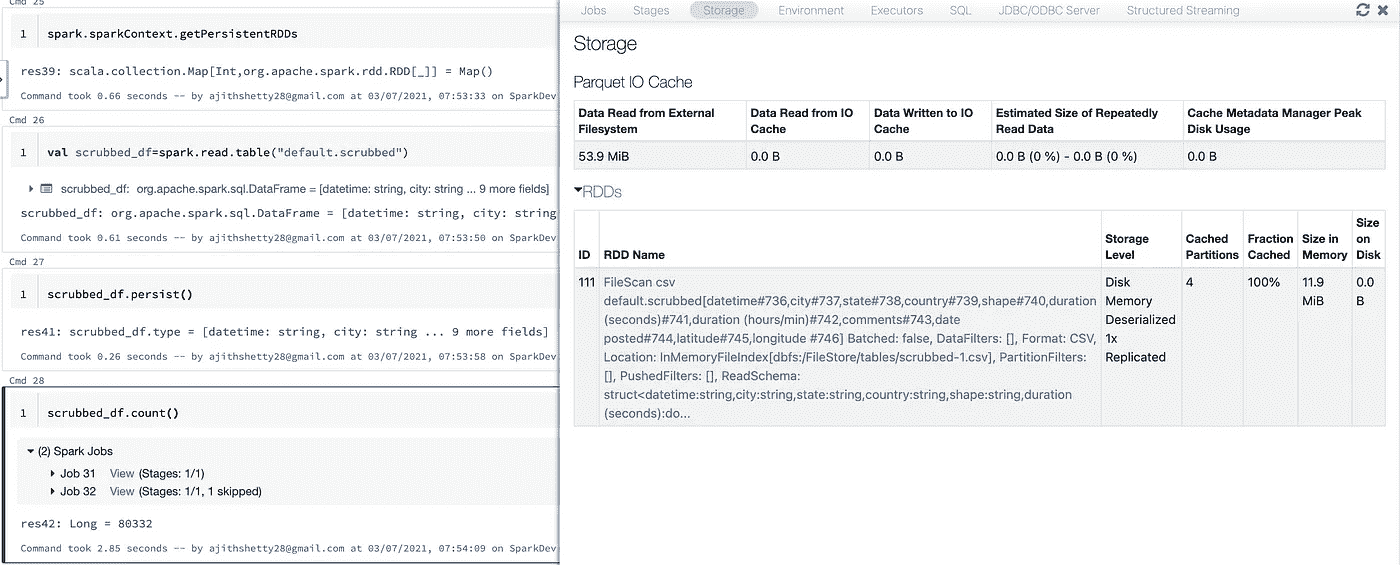 Cmd 25
1 spark.sparkContext.getPersistentRDDs
res39: scala.collection.Map[Int,org.apache.spark.rdd.RDD[_]] = Map()
Command took 0.66 seconds -- by ajithshetty28@gmail.com at 03/07/2021, 07:53:33 on SparkDev
Cmd 26
1 val scrubbed_df=spark.read.table("default.scrubbed")
scrubbed_df: org.apache.spark.sql.DataFrame = [datetime: string, city: string ... 9 more fields]
scrubbed_df: org.apache.spark.sql.DataFrame = [datetime: string, city: string
Command took 0.61 seconds -- by ajithshetty28@gmail.com at 03/07/2021, 07:53:50 on SparkDev
Cmd 27
1 scrubbed_df.persist()
res41: scrubbed_df.type = [datetime: string, city: string ... 9 more fields]
Command took 0.26 seconds -- by ajithshetty28@gmail.com at 03/07/2021, 07:53:58 on SparkDev
Cmd 28
1 scrubbed_df.count()
(2) Spark Jobs
Job 31 View (Stages: 1/1)
Job 32 View (Stages: 1/1, 1 skipped)
res42: Long = 80332
Command took 2.85 seconds -- by ajithshetty28@gmail.com at 03/07/2021, 07:54:09 on SparkDev
Jobs Stages Storage Environment Executors SQL JDBC/ODBC Server Structured Streaming
Storage
Parquet IO Cache
Data Read from External Filesystem Data Read from IO Cache Data Written to IO Cache Estimated Size of Repeatedly Read Data Cache Metadata Manager Peak Disk Usage
53.9 MiB 0.0 B 0.0 B 0.0 B (0 %) - 0.0 B (0 %) 0.0 B
RDDs
ID RDD Name Storage Level Cached Partitions Fraction Cached Size in Memory Size on Disk
111 FileScan csv
default.scrubbed[datetime#736,city#737,state#738,country#739,shape#740,duration
(seconds)#741,duration (hours/min)#742,comments#743,date
posted#744,latitude#745,longitude #746] Batched: false, DataFilters: [], Format: CSV,
Location: InMemoryFileIndex[dbfs:/FileStore/tables/scrubbed-1.csv], PartitionFilters:
[], PushedFilters: [], ReadSchema:
struct<datetime:string,city:string,state:string,country:string,shape:string,duration
(seconds):do...
Disk
Memory
Deserialized
1x
Replicated
4
100%
11.9
MiB
0.0
B